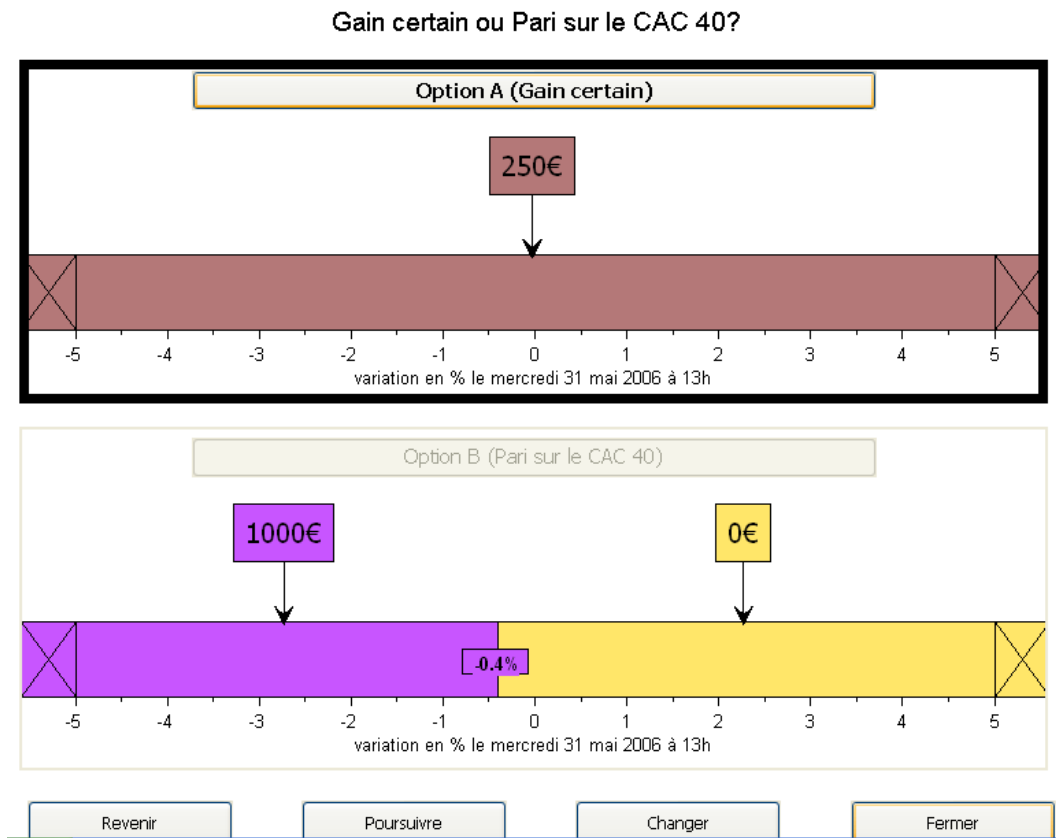 Gain certain ou Pari sur le CAC 40?
Option A (Gain certain)
250€
-5 -4 -3 -2 -1 0 1 2 3 4 5
variation en % le mercredi 31 mai 2006 à 13h
Option B (Pari sur le CAC 40)
1000€ 0€
-0.4%
-5 -4 -3 -2 -1 0 1 2 3 4 5
variation en % le mercredi 31 mai 2006 à 13h
Revenir Poursuivre Changer Fermer